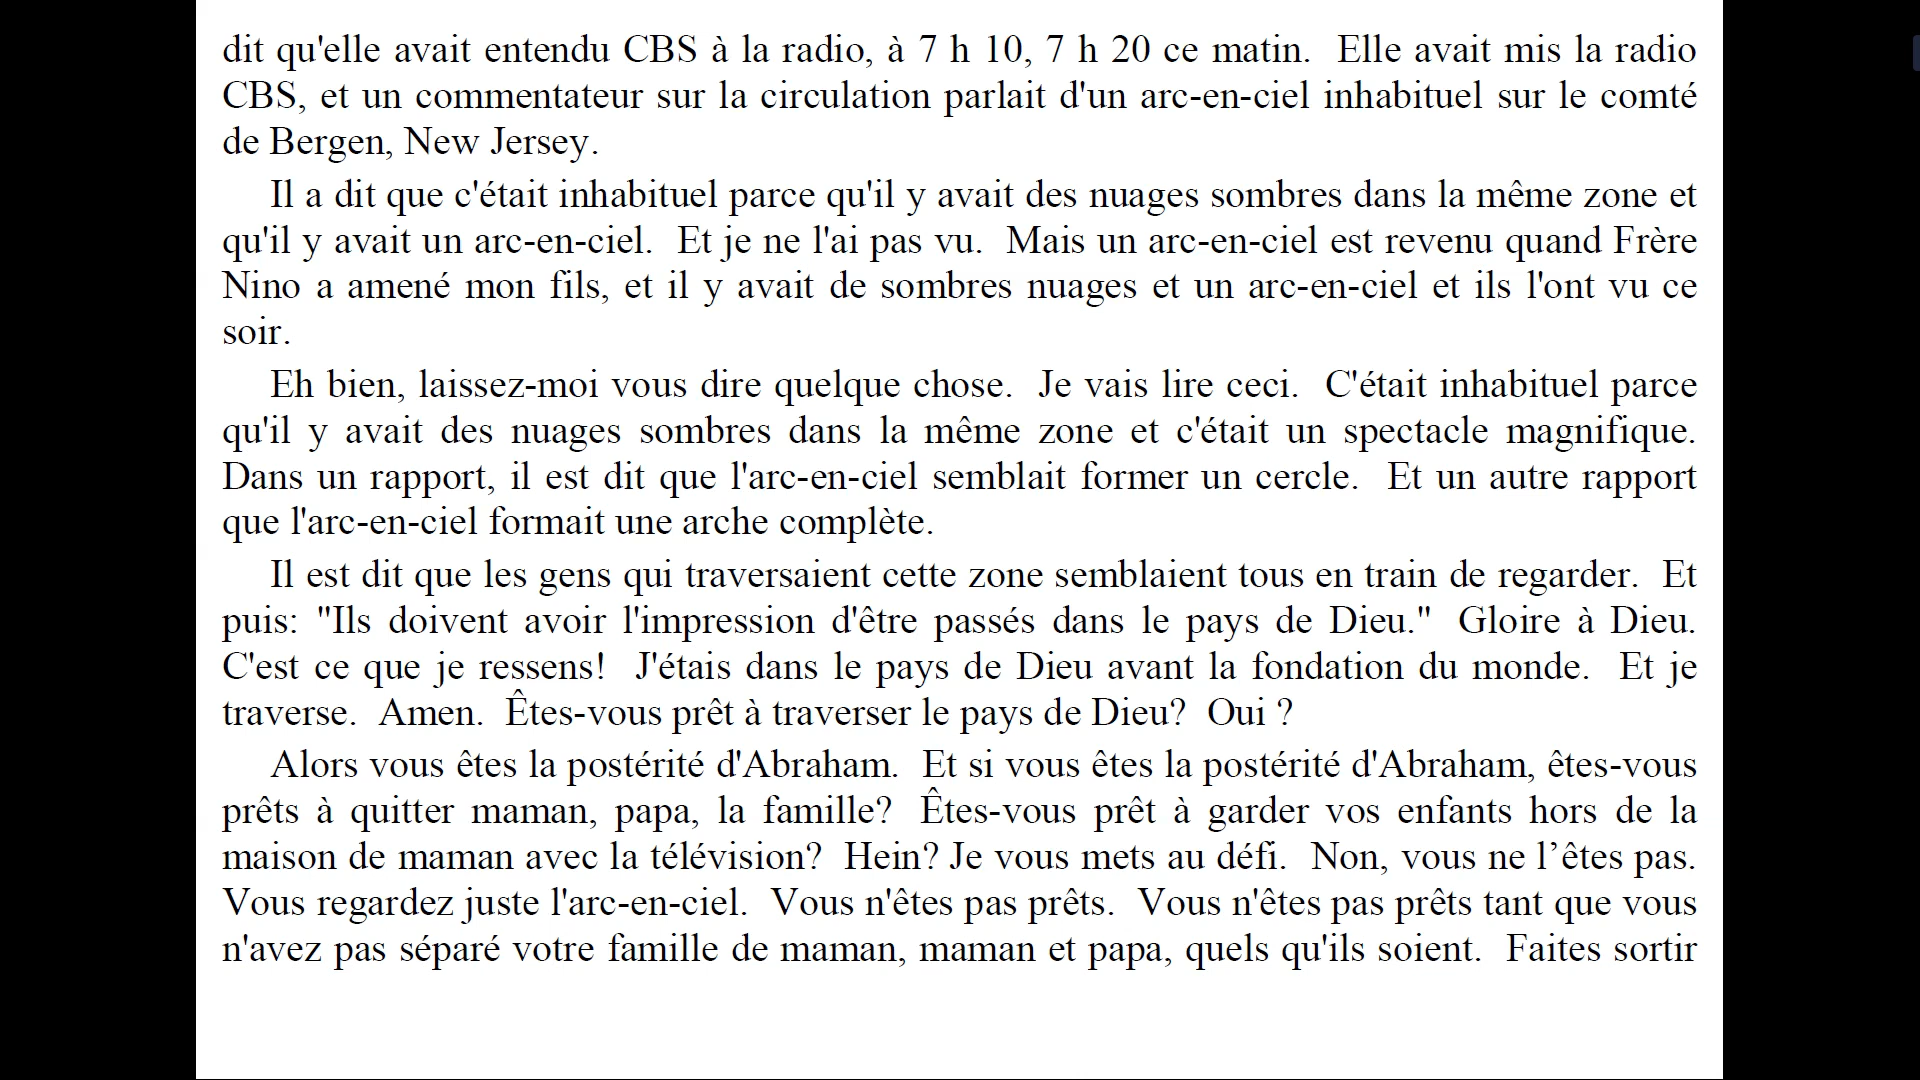 dit qu'elle avait entendu CBS à la radio, à 7 h 10, 7 h 20 ce matin.  Elle avait mis la radio
CBS, et un commentateur sur la circulation parlait d'un arc-en-ciel inhabituel sur le comté
de Bergen, New Jersey.
Il a dit que c'était inhabituel parce qu'il y avait des nuages sombres dans la même zone et
qu'il y avait un arc-en-ciel.  Et je ne l'ai pas vu.  Mais un arc-en-ciel est revenu quand Frère
Nino a amené mon fils, et il y avait de sombres nuages et un arc-en-ciel et ils l'ont vu ce
soir.
Eh bien, laissez-moi vous dire quelque chose.  Je vais lire ceci.  C'était inhabituel parce
qu'il y avait des nuages sombres dans la même zone et c'était un spectacle magnifique.
Dans un rapport, il est dit que l'arc-en-ciel semblait former un cercle.  Et un autre rapport
que l'arc-en-ciel formait une arche complète.
Il est dit que les gens qui traversaient cette zone semblaient tous en train de regarder.  Et
puis: "Ils doivent avoir l'impression d'être passés dans le pays de Dieu."  Gloire à Dieu.
C'est ce que je ressens!  J'étais dans le pays de Dieu avant la fondation du monde.  Et je
traverse.  Amen.  Êtes-vous prêt à traverser le pays de Dieu?  Oui ?
Alors vous êtes la postérité d'Abraham.  Et si vous êtes la postérité d'Abraham, êtes-vous
prêts à quitter maman, papa, la famille?  Êtes-vous prêt à garder vos enfants hors de la
maison de maman avec la télévision?  Hein? Je vous mets au défi.  Non, vous ne l’êtes pas.
Vous regardez juste l'arc-en-ciel.  Vous n'êtes pas prêts.  Vous n'êtes pas prêts tant que vous
n'avez pas séparé votre famille de maman, maman et papa, quels qu'ils soient.  Faites sortir